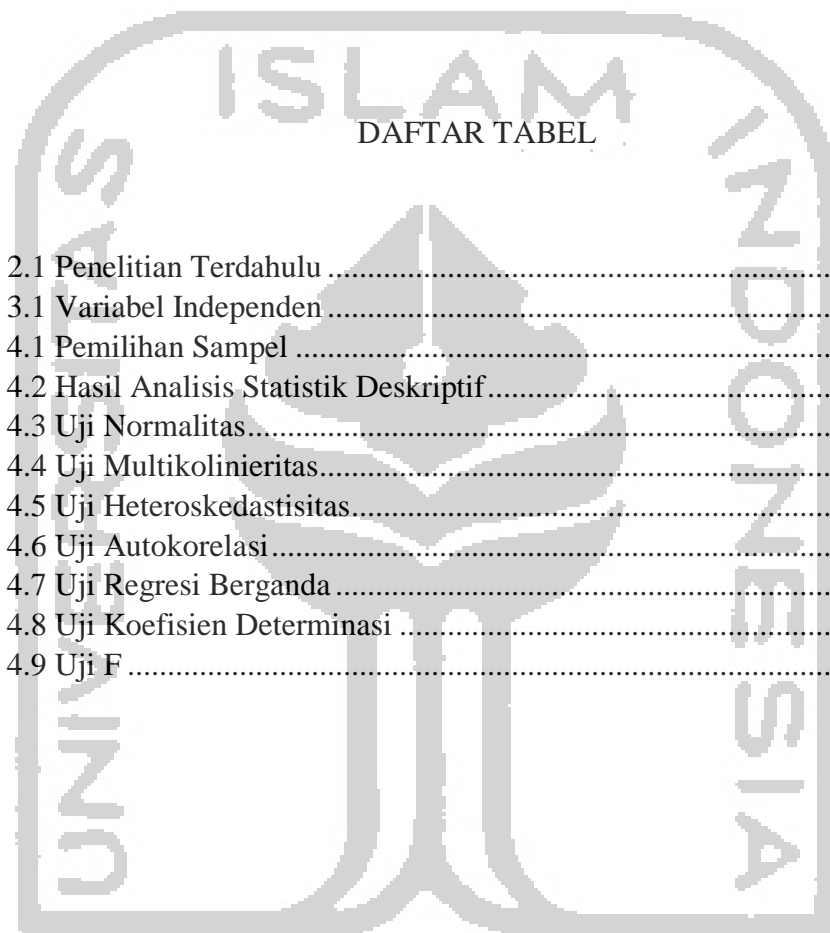 ISLAM
UNIVERSITAS
INDONESIA
DAFTAR TABEL
2.1 Penelitian Terdahulu ................................................................
3.1 Variabel Independen ................................................................
4.1 Pemilihan Sampel ....................................................................
4.2 Hasil Analisis Statistik Deskriptif ............................................
4.3 Uji Normalitas ...........................................................................
4.4 Uji Multikolinieritas .................................................................
4.5 Uji Heteroskedastisitas .............................................................
4.6 Uji Autokorelasi .......................................................................
4.7 Uji Regresi Berganda ...............................................................
4.8 Uji Koefisien Determinasi .......................................................
4.9 Uji F .........................................................................................